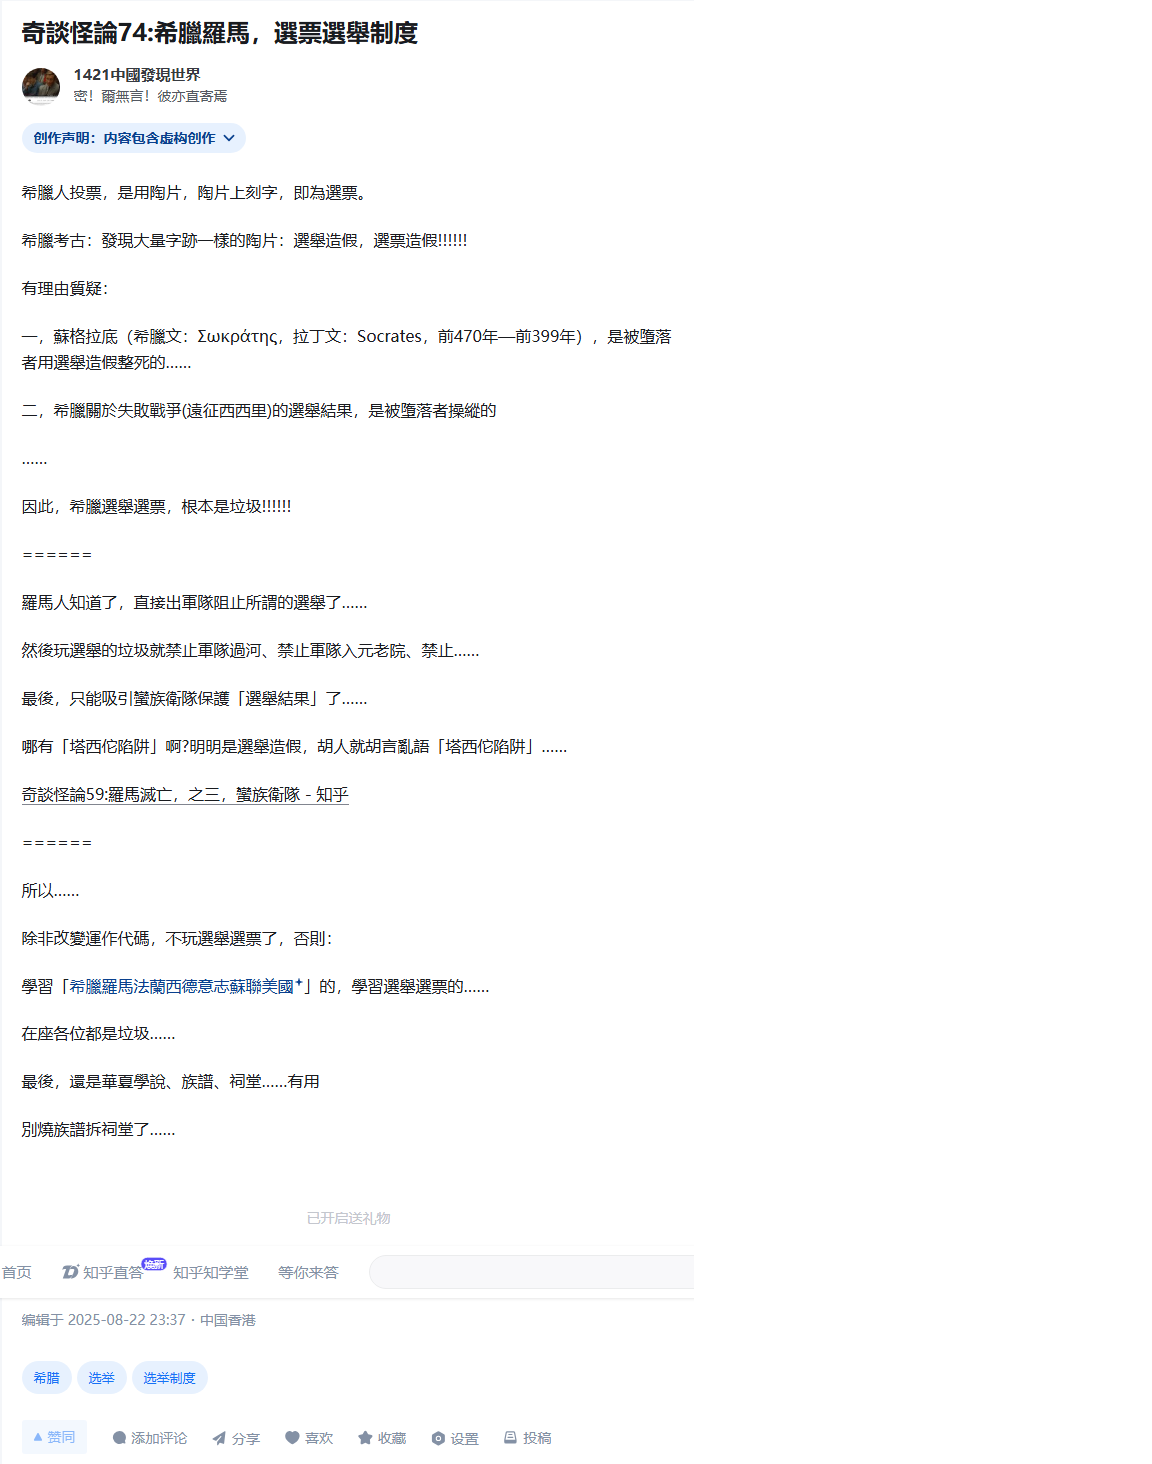 奇談怪論74:希臘羅馬，選票選舉制度
1421中國發現世界
密！爾無言！彼亦直寄焉
创作声明：内容包含虚构创作
希臘人投票，是用陶片，陶片上刻字，即為選票。
希臘考古：發現大量字跡一樣的陶片：選舉造假，選票造假!!!!!!
有理由質疑：
一，蘇格拉底（希臘文：Σωκράτης，拉丁文：Socrates，前470年—前399年），是被墮落
者用選舉造假整死的......
二，希臘關於失敗戰爭(遠征西西里)的選舉結果，是被墮落者操縱的
......
因此，希臘選舉選票，根本是垃圾!!!!!!
======
羅馬人知道了，直接出軍隊阻止所謂的選舉了......
然後玩選舉的垃圾就禁止軍隊過河、禁止軍隊入元老院、禁止......
最後，只能吸引蠻族衛隊保護「選舉結果」了......
哪有「塔西佗陷阱」啊?明明是選舉造假，胡人就胡言亂語「塔西佗陷阱」......
奇談怪論59:羅馬滅亡，之三，蠻族衛隊 - 知乎
======
所以......
除非改變運作代碼，不玩選舉選票了，否則：
學習「希臘羅馬法蘭西德意志蘇聯美國」的，學習選舉選票的......
在座各位都是垃圾......
最後，還是華夏學說、族譜、祠堂......有用
別燒族譜拆祠堂了......
已开启送礼物
首页 知乎直答 焕新 知乎知学堂 等你来答
编辑于 2025-08-22 23:37・中国香港
希腊 选举 选举制度
赞同 添加评论 分享 喜欢 收藏 设置 投稿